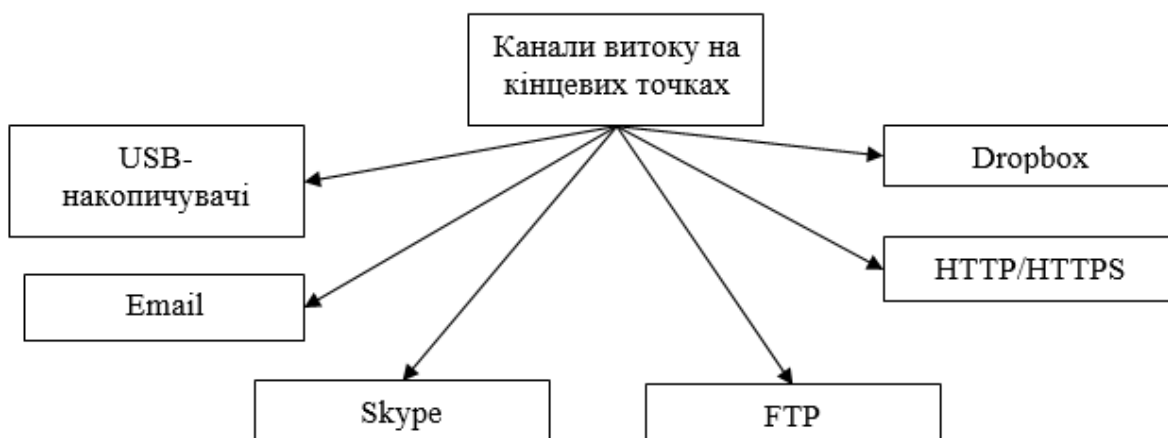 Канали витоку на
кінцевих точках
USB-
накопичувачі
Dropbox
Email
HTTP/HTTPS
Skype
FTP